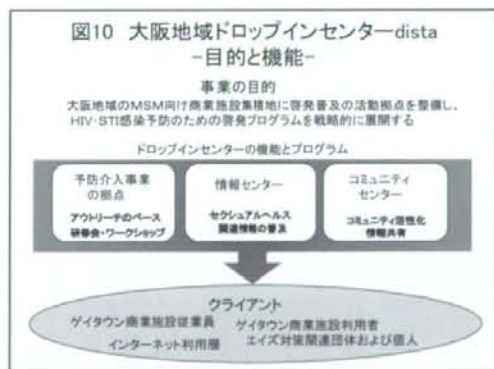 図10 大阪地域ドロップインセンターdista
-目的と機能-
事業の目的
大阪地域のMSM向け商業施設集積地に啓発普及の活動拠点を整備し、
HIV・STI感染予防のための啓発プログラムを戦略的に展開する
ドロップインセンターの機能とプログラム
予防介入事業
の拠点
アウトリーチのベース
研修会・ワークショップ
情報センター
セクシュアルヘルス
関連情報の普及
コミュニティ
センター
コミュニティ活性化
情報共有
クライアント
ゲイタウン商業施設従業員
ゲイタウン商業施設利用者
インターネット利用層
エイズ対策関連団体および個人